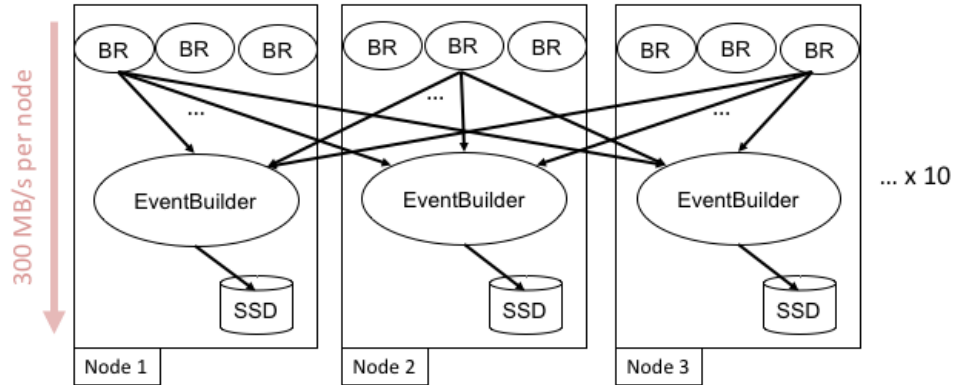 BR BR BR BR BR BR BR BR BR
...
...
...
300 MB/s per node
EventBuilder EventBuilder EventBuilder
... x 10
SSD SSD SSD
Node 1 Node 2 Node 3